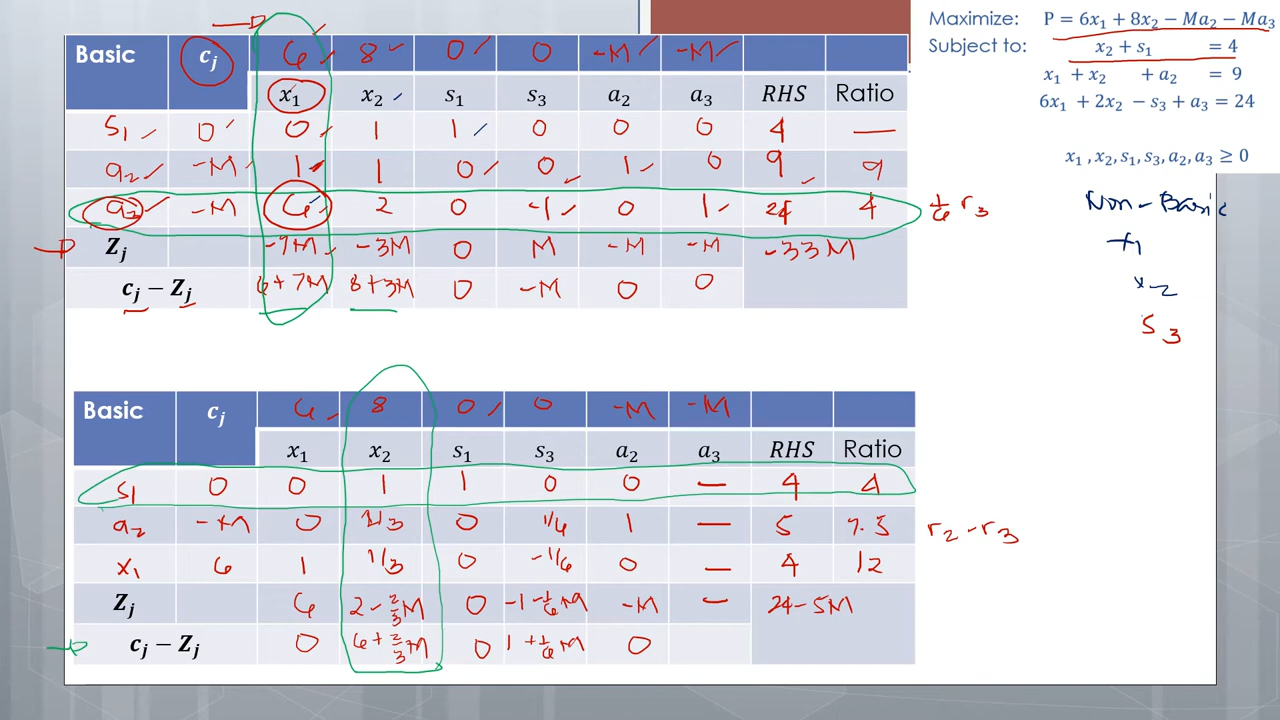 Maximize: P = 6x₁ + 8x₂ − Ma₂ − Ma₃
Subject to: x₂ + s₁ = 4
x₁ + x₂ + a₂ = 9
6x₁ + 2x₂ − s₃ + a₃ = 24
x₁ , x₂, s₁, s₃, a₂, a₃ ≥ 0
Basic cⱼ 6 8 0 0 -M -M
x₁ x₂ s₁ s₃ a₂ a₃ RHS Ratio
s₁ 0 0 1 1 0 0 0 4 —
a₂ -M 1 1 0 0 1 0 9 9
a₃ -M 6 2 0 -1 0 1 24 4 1/6 r₃
Zⱼ -7M -3M 0 M -M -M -33M
cⱼ − Zⱼ 6+7M 8+3M 0 -M 0 0
Non-Basic
x₁
x₂
s₃
Basic cⱼ 6 8 0 0 -M -M
x₁ x₂ s₁ s₃ a₂ a₃ RHS Ratio
s₁ 0 0 1 1 0 0 — 4 4
a₂ -M 0 2/3 0 1/6 1 — 5 7.5 r₂ - r₃
x₁ 6 1 1/3 0 -1/6 0 — 4 12
Zⱼ 6 2 - 2/3 M 0 -1 - 1/6 M -M — 24 - 5M
cⱼ − Zⱼ 0 6 + 2/3 M 0 1 + 1/6 M 0